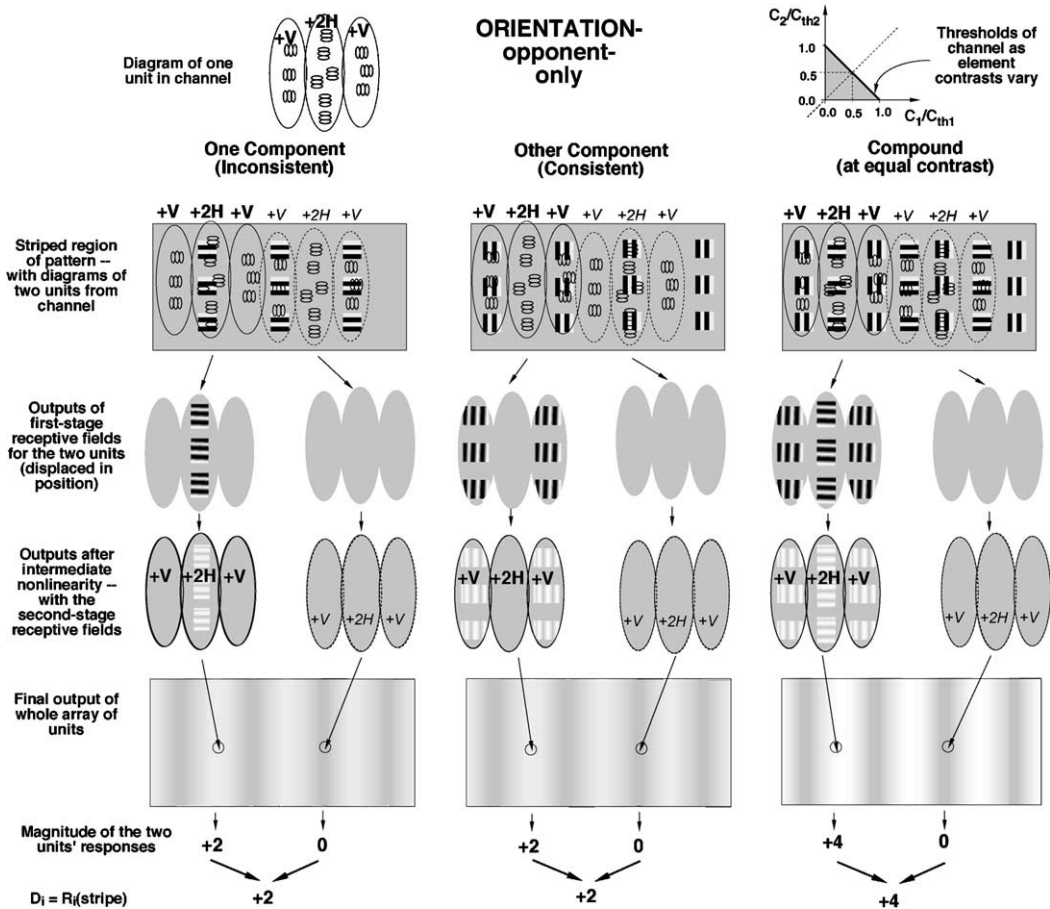 Diagram of one
unit in channel
+V +2H +V
ORIENTATION-
opponent-
only
C2/Cth2
1.0
0.5
0.0
0.0 0.5 1.0
C1/Cth1
Thresholds of
channel as
element
contrasts vary
One Component
(Inconsistent)
Other Component
(Consistent)
Compound
(at equal contrast)
+V +2H +V +V +2H +V
+V +2H +V +V +2H +V
+V +2H +V +V +2H +V
Striped region
of pattern --
with diagrams of
two units from
channel
Outputs of
first-stage
receptive fields
for the two units
(displaced in
position)
Outputs after
intermediate
nonlinearity --
with the
second-stage
receptive fields
+V +2H +V
+V +2H +V
+V +2H +V
+V +2H +V
+V +2H +V
+V +2H +V
Final output of
whole array of
units
Magnitude of the two
units' responses
+2 0
+2 0
+4 0
Di = Ri(stripe)
+2
+2
+4